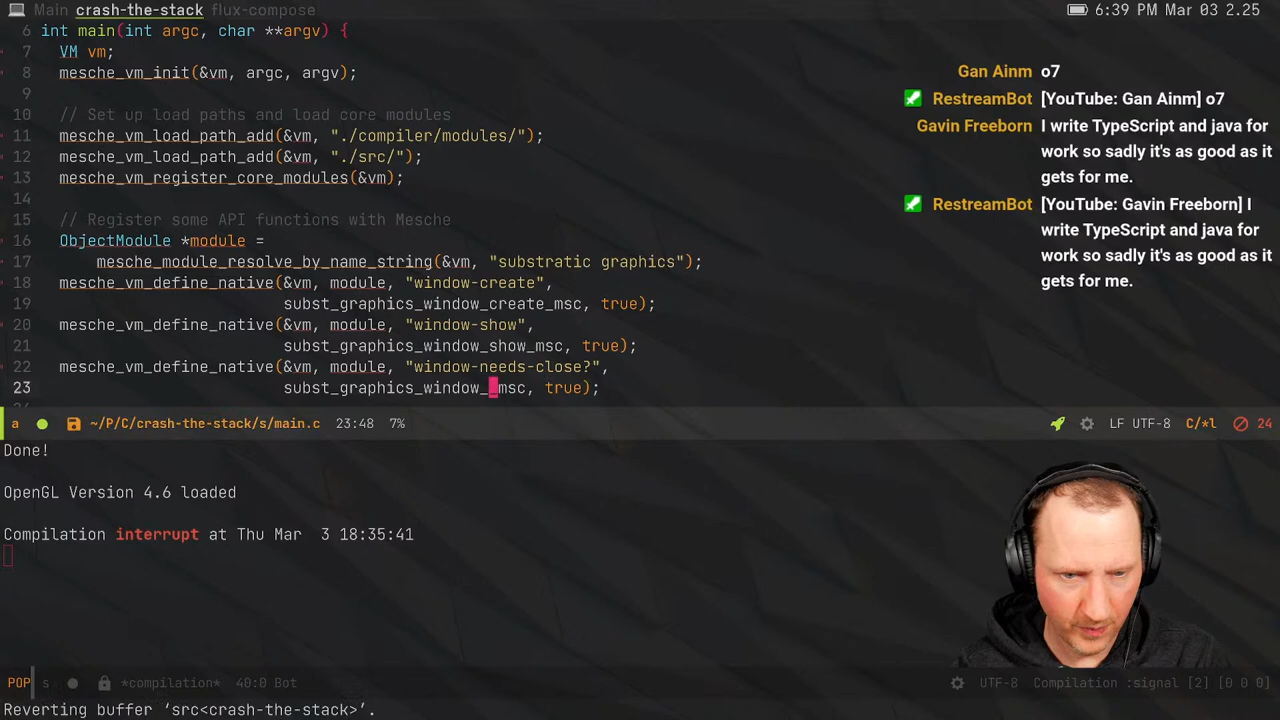 Main crash-the-stack flux-compose
6:39 PM Mar 03 2.25
6 int main(int argc, char **argv) {
7 VM vm;
8 mesche_vm_init(&vm, argc, argv);
9
10 // Set up load paths and load core modules
11 mesche_vm_load_path_add(&vm, "./compiler/modules/");
12 mesche_vm_load_path_add(&vm, "./src/");
13 mesche_vm_register_core_modules(&vm);
14
15 // Register some API functions with Mesche
16 ObjectModule *module =
17 mesche_module_resolve_by_name_string(&vm, "substratic graphics");
18 mesche_vm_define_native(&vm, module, "window-create",
19 subst_graphics_window_create_msc, true);
20 mesche_vm_define_native(&vm, module, "window-show",
21 subst_graphics_window_show_msc, true);
22 mesche_vm_define_native(&vm, module, "window-needs-close?",
23 subst_graphics_window__msc, true);
Gan Ainm o7
RestreamBot [YouTube: Gan Ainm] o7
Gavin Freeborn I write TypeScript and java for
work so sadly it's as good as it
gets for me.
RestreamBot [YouTube: Gavin Freeborn] I
write TypeScript and java for
work so sadly it's as good as it
gets for me.
a ~/P/C/crash-the-stack/s/main.c 23:48 7% LF UTF-8 C/*l 24
Done!
OpenGL Version 4.6 loaded
Compilation interrupt at Thu Mar 3 18:35:41
POP s *compilation* 40:0 Bot UTF-8 Compilation :signal [2] [0 0 0]
Reverting buffer ‘src<crash-the-stack>’.